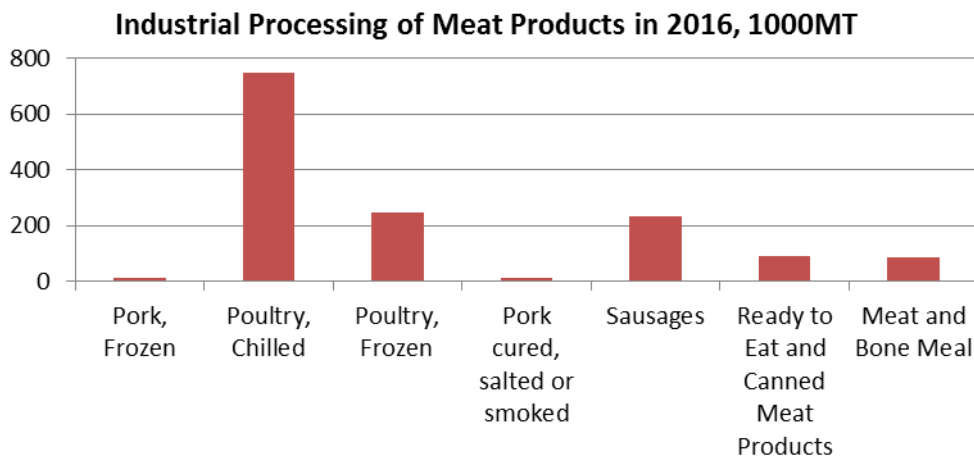 Industrial Processing of Meat Products in 2016, 1000MT
800
600
400
200
0
Pork,
Frozen
Poultry,
Chilled
Poultry,
Frozen
Pork
cured,
salted or
smoked
Sausages
Ready to
Eat and
Canned
Meat
Products
Meat and
Bone Meal